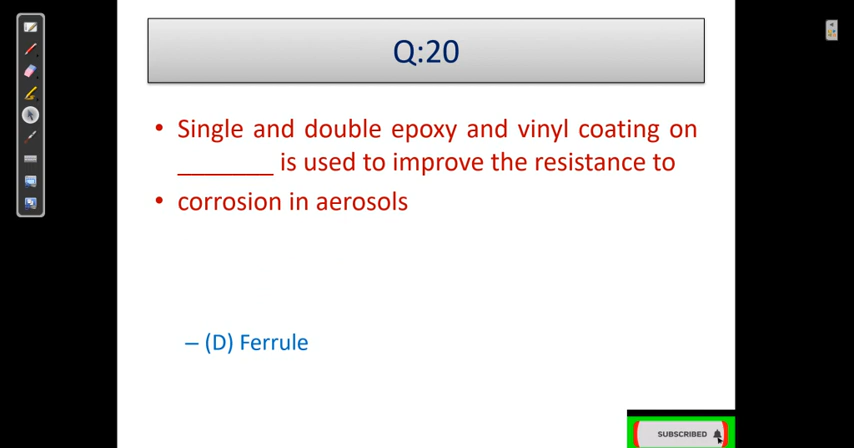 Q:20
• Single and double epoxy and vinyl coating on
_______ is used to improve the resistance to
• corrosion in aerosols
– (D) Ferrule
SUBSCRIBED